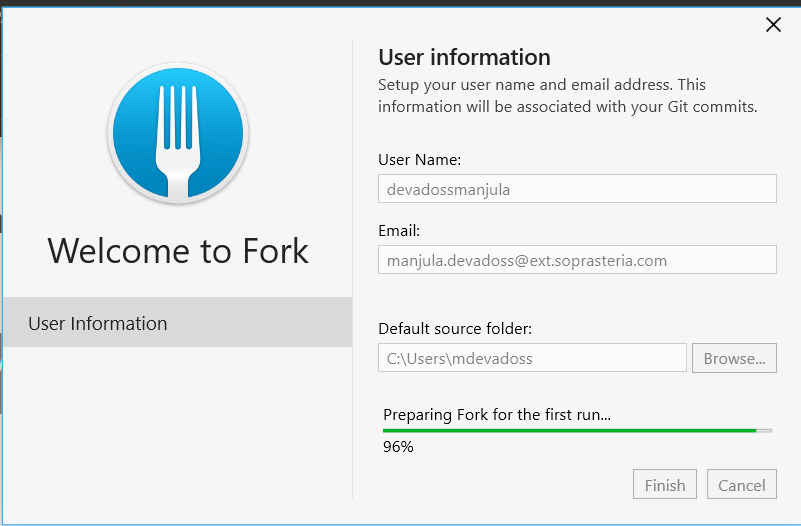 Welcome to Fork
User Information
User information
Setup your user name and email address. This
information will be associated with your Git commits.
User Name:
devadossmanjula
Email:
manjula.devadoss@ext.soprasteria.com
Default source folder:
C:\Users\mdevadoss
Browse...
Preparing Fork for the first run...
96%
Finish
Cancel